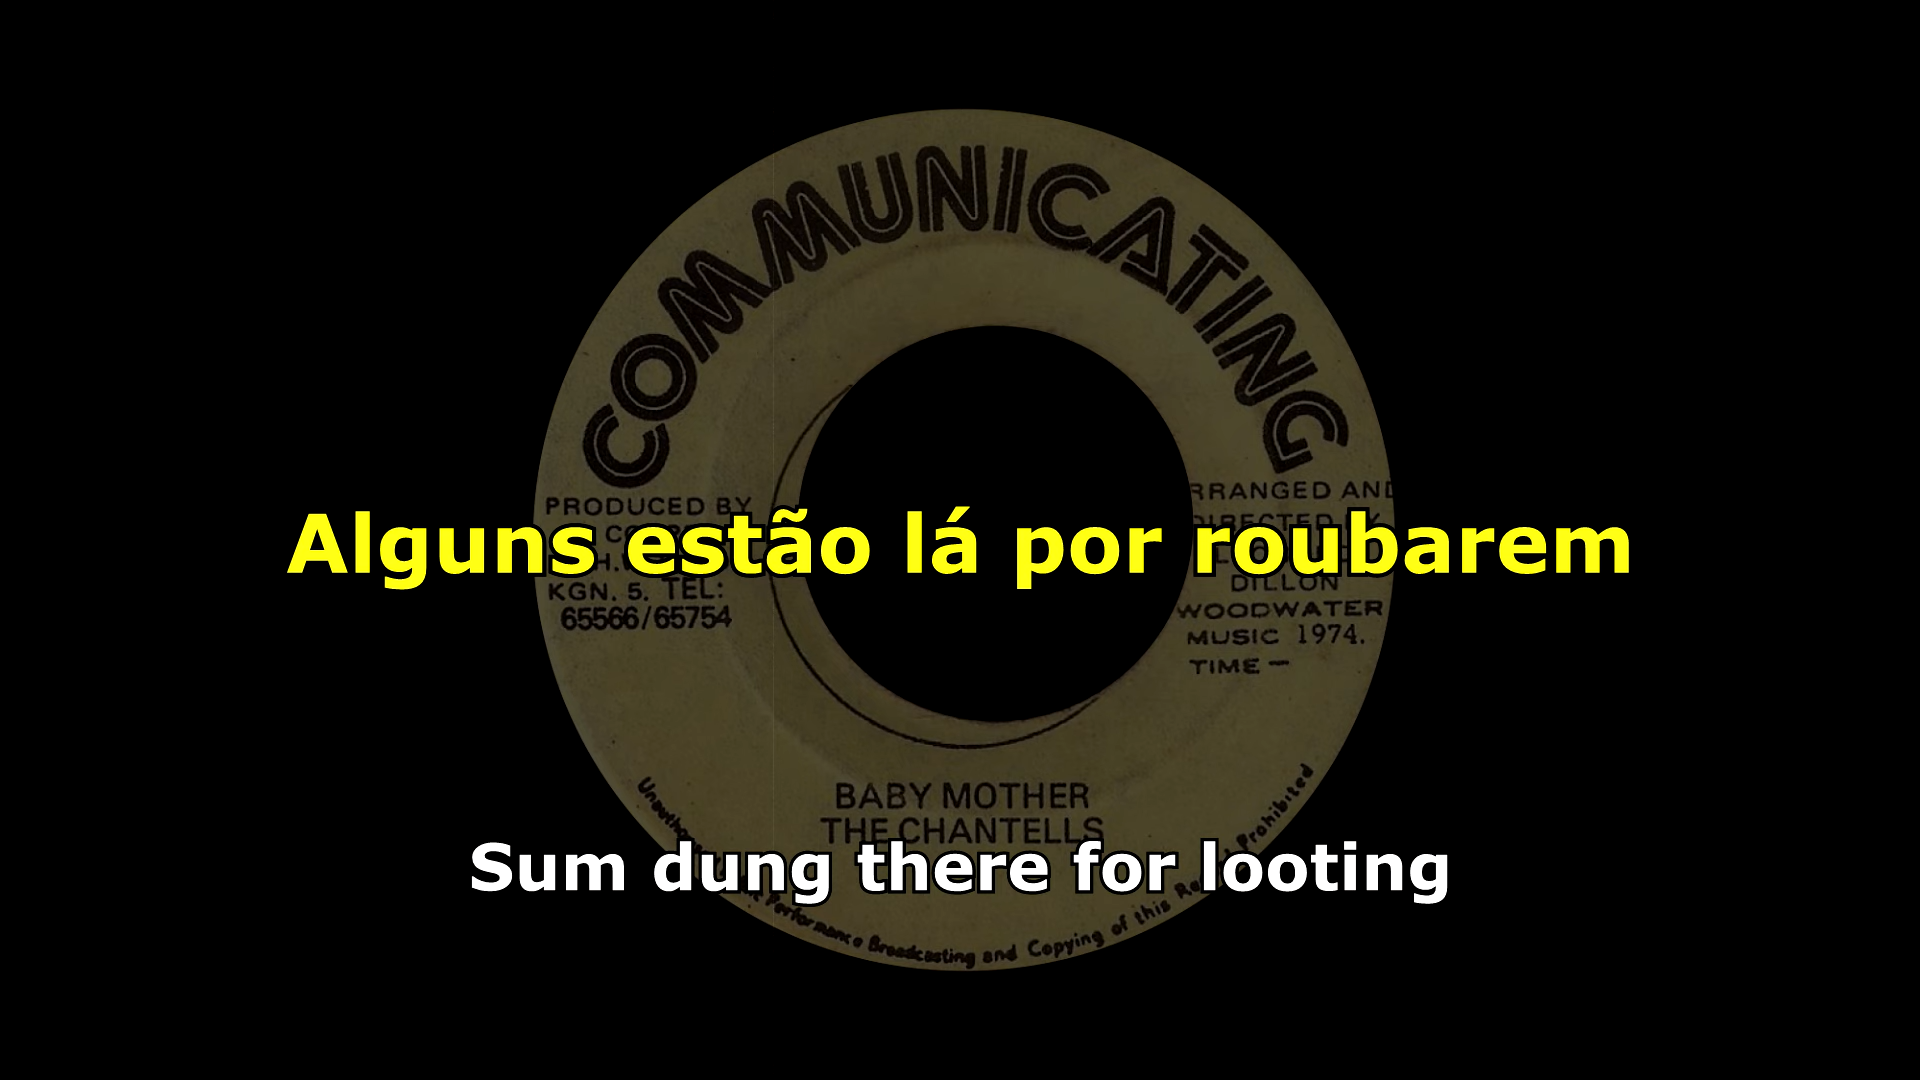 COMMUNICATING
PRODUCED BY
KGN. 5. TEL:
65566/65754
RRANGED AND
DILLON
WOODWATER
MUSIC 1974.
TIME —
Alguns estão lá por roubarem
BABY MOTHER
THE CHANTELLS
Sum dung there for looting
Performance Broadcasting and Copying of this Prohibited